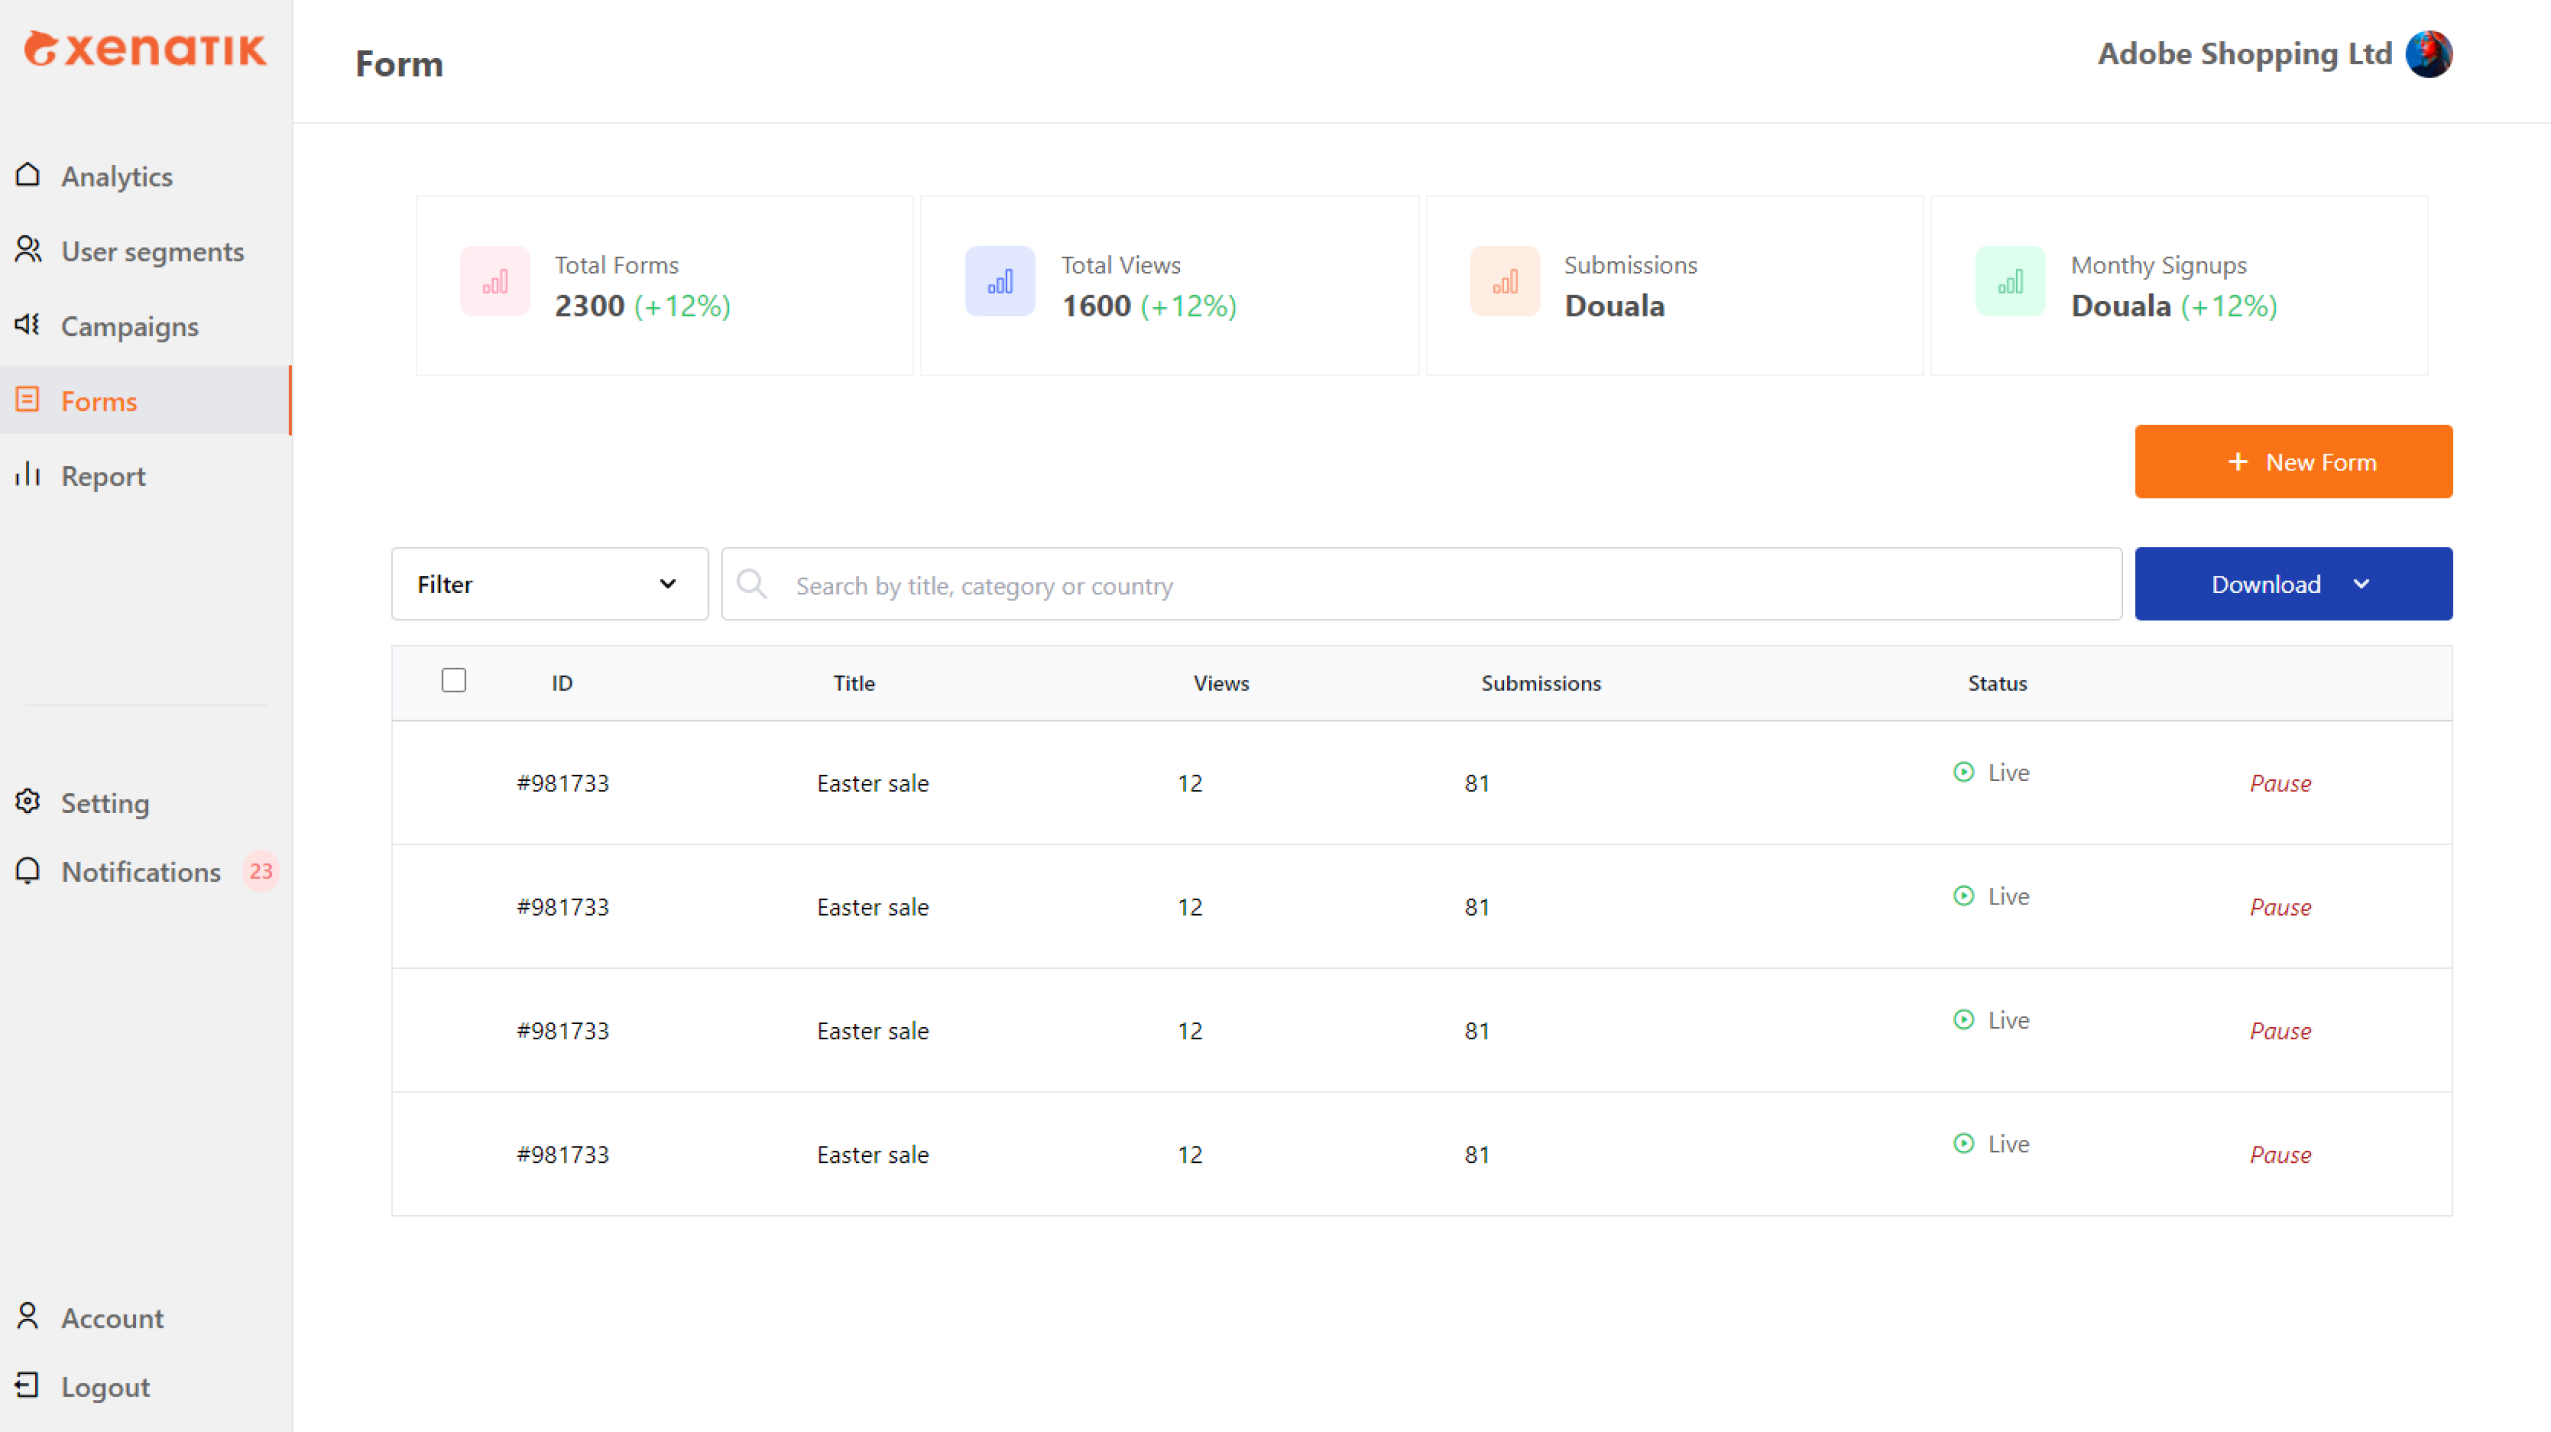 xenatik
Form
Adobe Shopping Ltd
Analytics
User segments
Campaigns
Forms
Report
Setting
Notifications 23
Account
Logout
Total Forms
2300 (+12%)
Total Views
1600 (+12%)
Submissions
Douala
Monthy Signups
Douala (+12%)
+ New Form
Filter
Search by title, category or country
Download
ID Title Views Submissions Status
#981733 Easter sale 12 81 Live Pause
#981733 Easter sale 12 81 Live Pause
#981733 Easter sale 12 81 Live Pause
#981733 Easter sale 12 81 Live Pause